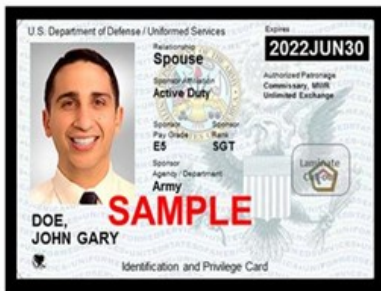 U.S. Department of Defense / Uniformed Services
Expires
2022JUN30
Relationship
Spouse
Sponsor Affiliation
Active Duty
Authorized Patronage
Commissary, MWR
Unlimited Exchange
Sponsor Sponsor
Pay Grade Rank
E5 SGT
Sponsor
Agency / Department
Army
Laminate
SAMPLE
DOE,
JOHN GARY
Identification and Privilege Card